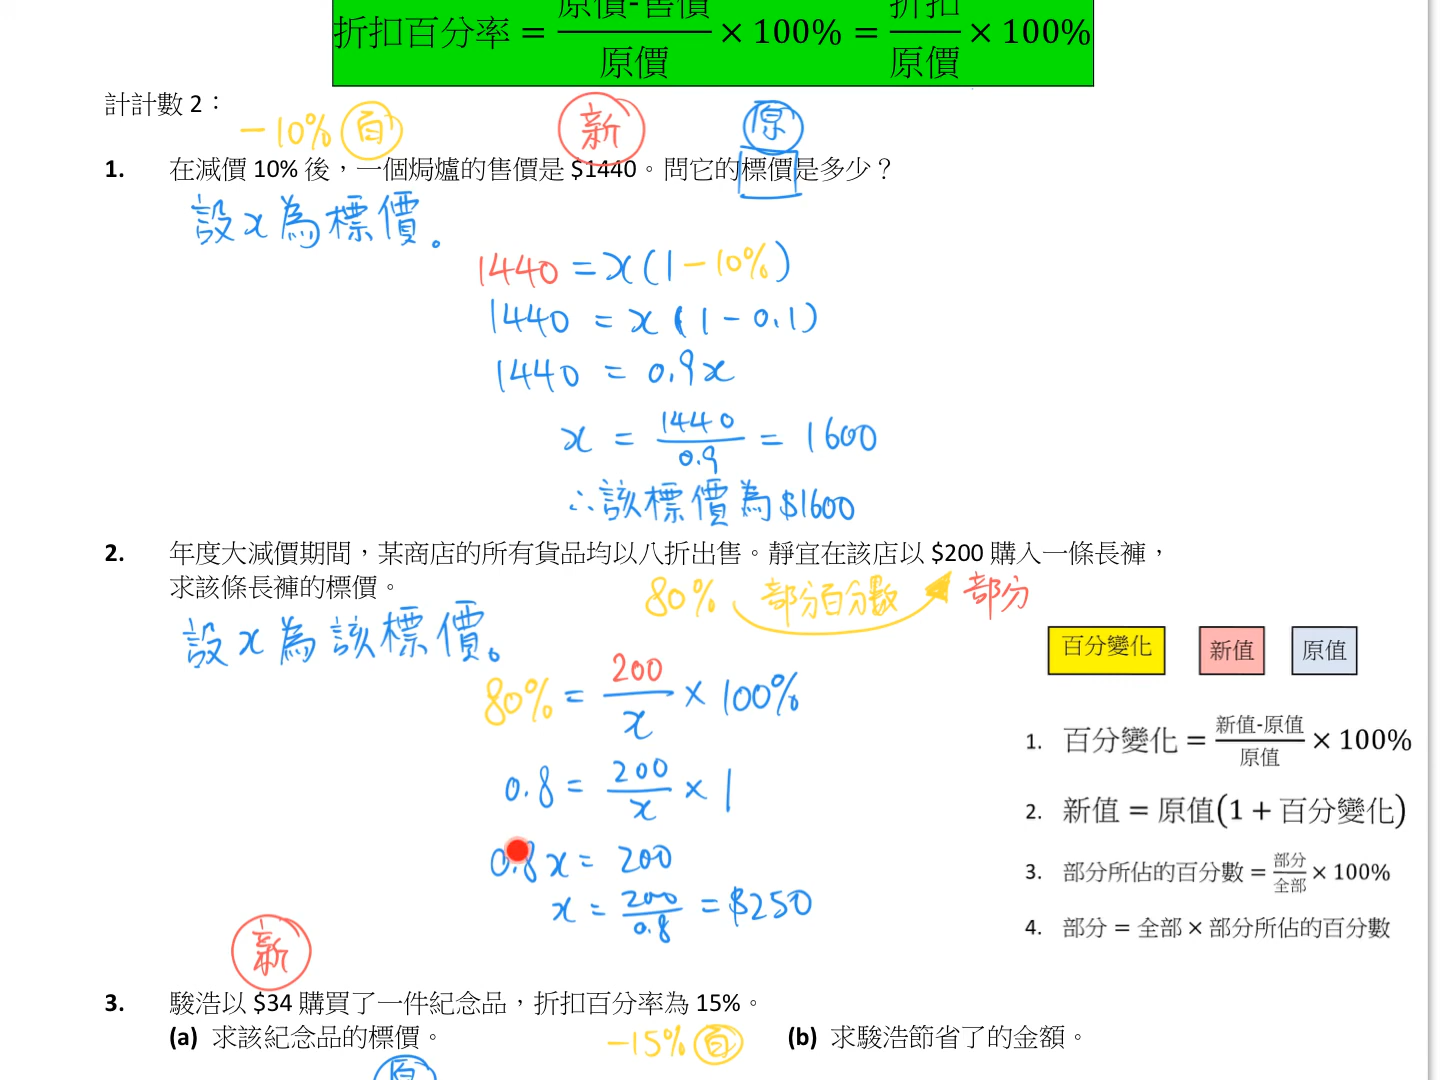 折扣百分率 = 原價-售價/原價 × 100% = 折扣/原價 × 100%
計計數 2：
-10% 百 新 原
1. 在減價 10% 後，一個焗爐的售價是 $1440。問它的標價是多少？
設x為標價。
1440 = x(1-10%)
1440 = x(1-0.1)
1440 = 0.9x
x = 1440/0.9 = 1600
∴該標價為$1600
2. 年度大減價期間，某商店的所有貨品均以八折出售。靜宜在該店以 $200 購入一條長褲，
求該條長褲的標價。
80% 部分百分數 部分
設x為該標價。
80% = 200/x × 100%
0.8 = 200/x × 1
0.8x = 200
x = 200/0.8 = $250
百分變化 新值 原值
1. 百分變化 = 新值-原值/原值 × 100%
2. 新值 = 原值(1 + 百分變化)
3. 部分所佔的百分數 = 部分/全部 × 100%
4. 部分 = 全部 × 部分所佔的百分數
新
3. 駿浩以 $34 購買了一件紀念品，折扣百分率為 15%。
(a) 求該紀念品的標價。 -15% 百 (b) 求駿浩節省了的金額。
原